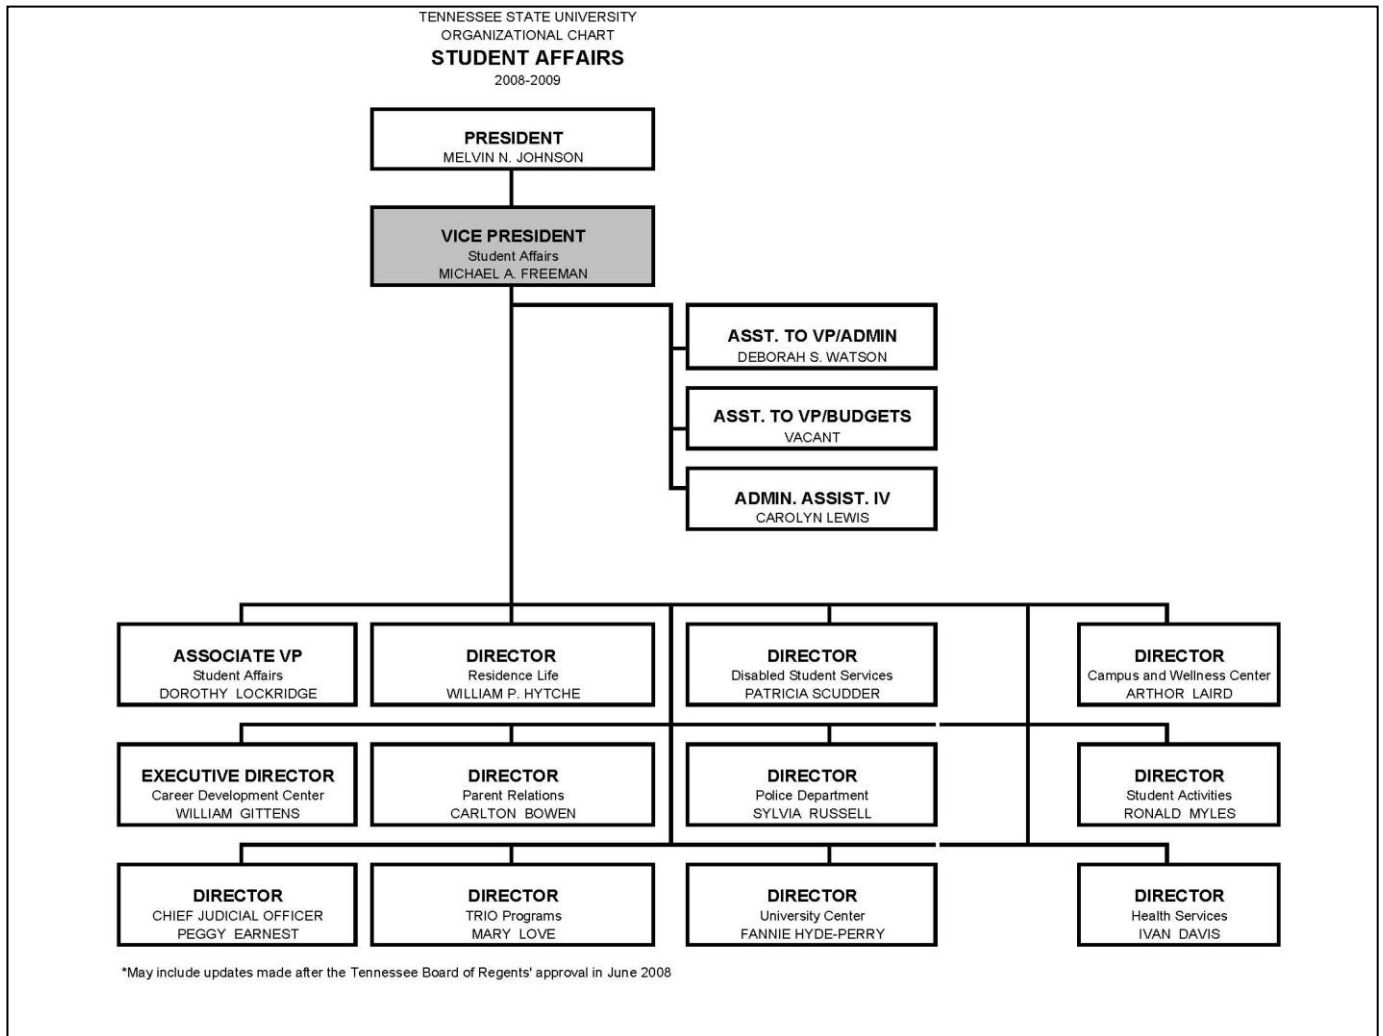 TENNESSEE STATE UNIVERSITY
ORGANIZATIONAL CHART
STUDENT AFFAIRS
2008-2009
PRESIDENT
MELVIN N. JOHNSON
VICE PRESIDENT
Student Affairs
MICHAEL A. FREEMAN
ASST. TO VP/ADMIN
DEBORAH S. WATSON
ASST. TO VP/BUDGETS
VACANT
ADMIN. ASSIST. IV
CAROLYN LEWIS
ASSOCIATE VP
Student Affairs
DOROTHY LOCKRIDGE
DIRECTOR
Residence Life
WILLIAM P. HYTCHE
DIRECTOR
Disabled Student Services
PATRICIA SCUDDER
DIRECTOR
Campus and Wellness Center
ARTHOR LAIRD
EXECUTIVE DIRECTOR
Career Development Center
WILLIAM GITTENS
DIRECTOR
Parent Relations
CARLTON BOWEN
DIRECTOR
Police Department
SYLVIA RUSSELL
DIRECTOR
Student Activities
RONALD MYLES
DIRECTOR
CHIEF JUDICIAL OFFICER
PEGGY EARNEST
DIRECTOR
TRIO Programs
MARY LOVE
DIRECTOR
University Center
FANNIE HYDE-PERRY
DIRECTOR
Health Services
IVAN DAVIS
*May include updates made after the Tennessee Board of Regents' approval in June 2008